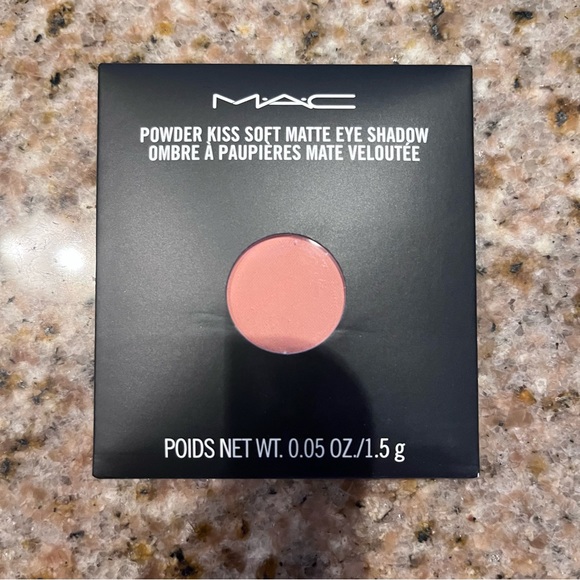 M·A·C
POWDER KISS SOFT MATTE EYE SHADOW
OMBRE À PAUPIÈRES MATE VELOUTÉE
POIDS NET WT. 0.05 OZ./1.5 g